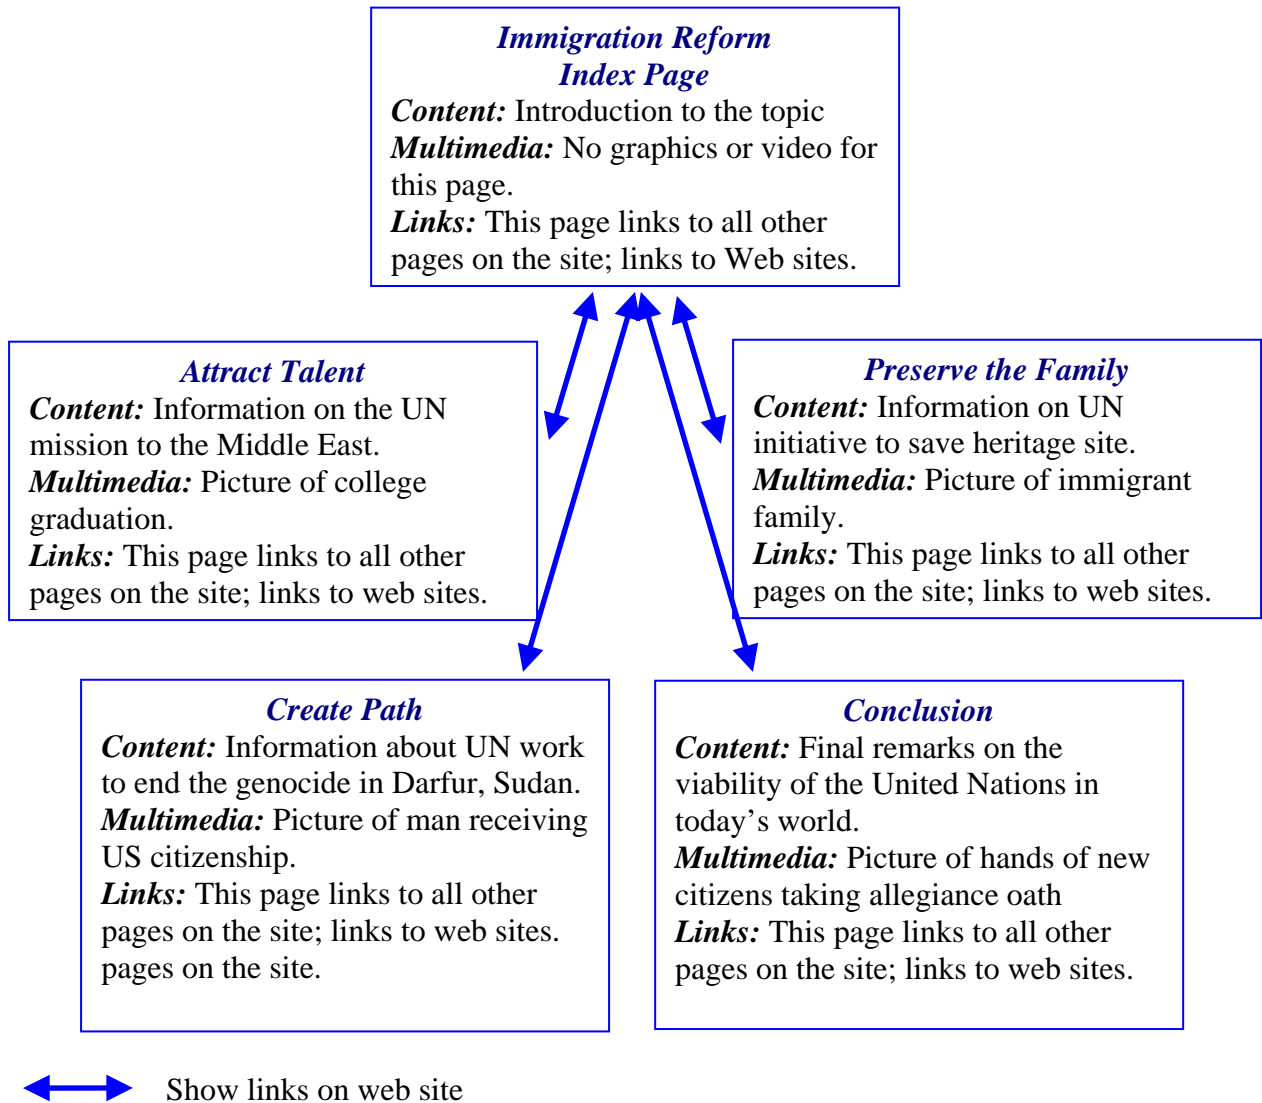 Immigration Reform
Index Page
Content: Introduction to the topic
Multimedia: No graphics or video for
this page.
Links: This page links to all other
pages on the site; links to Web sites.
Attract Talent
Content: Information on the UN
mission to the Middle East.
Multimedia: Picture of college
graduation.
Links: This page links to all other
pages on the site; links to web sites.
Preserve the Family
Content: Information on UN
initiative to save heritage site.
Multimedia: Picture of immigrant
family.
Links: This page links to all other
pages on the site; links to web sites.
Create Path
Content: Information about UN work
to end the genocide in Darfur, Sudan.
Multimedia: Picture of man receiving
US citizenship.
Links: This page links to all other
pages on the site; links to web sites.
pages on the site.
Conclusion
Content: Final remarks on the
viability of the United Nations in
today’s world.
Multimedia: Picture of hands of new
citizens taking allegiance oath
Links: This page links to all other
pages on the site; links to web sites.
Show links on web site